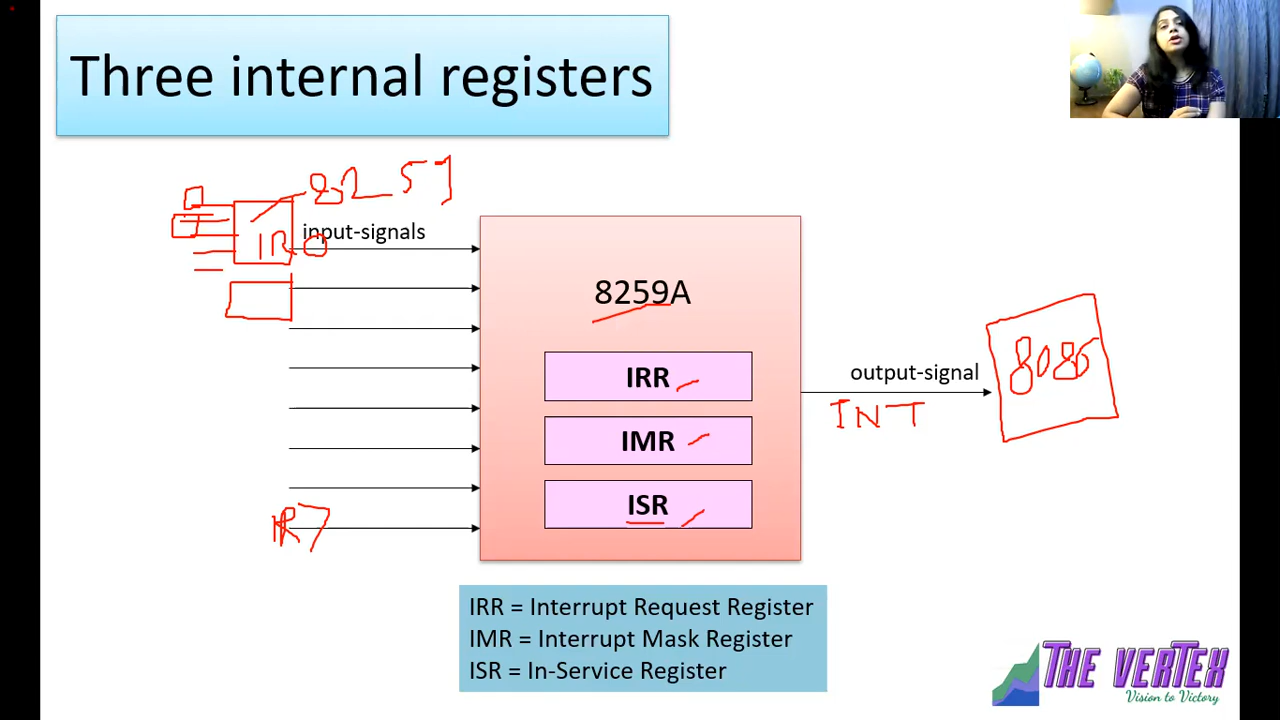 Three internal registers
8259
input-signals
IR0
8259A
IRR
output-signal
8085
INT
IMR
ISR
IR7
IRR = Interrupt Request Register
IMR = Interrupt Mask Register
ISR = In-Service Register
THE VERTEX
Vision to Victory